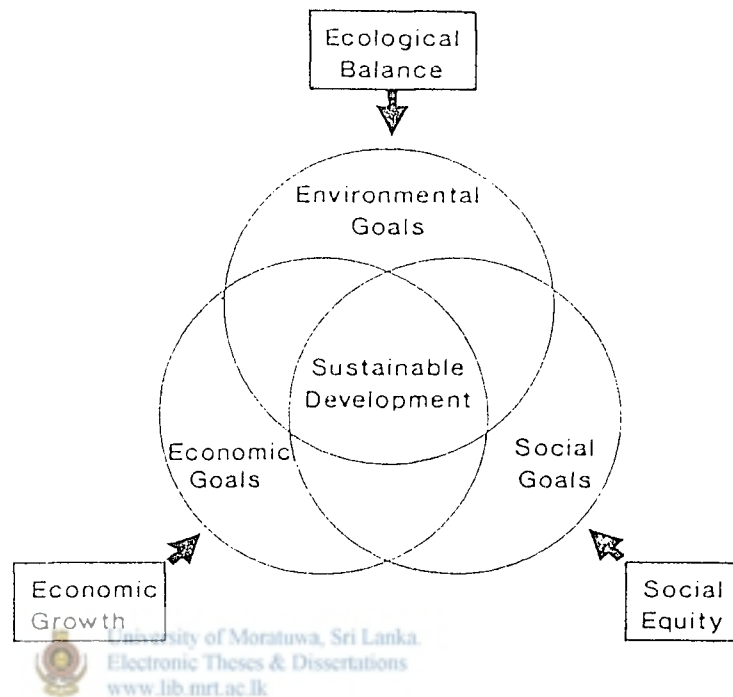 Ecological
Balance
Environmental
Goals
Sustainable
Development
Economic
Goals
Social
Goals
Economic
Growth
Social
Equity
University of Moratuwa, Sri Lanka.
Electronic Theses & Dissertations
www.lib.mrt.ac.lk